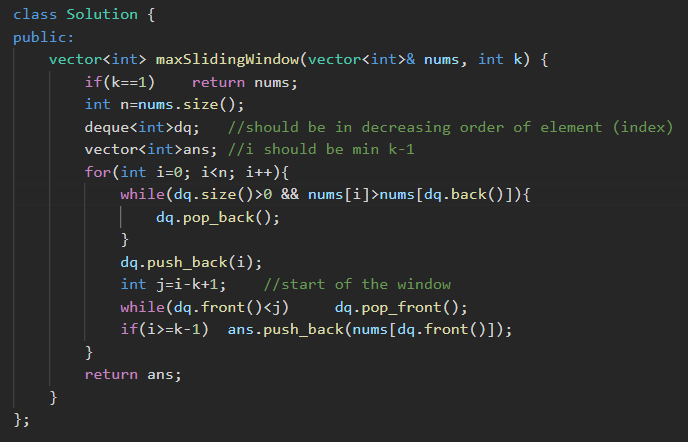 class Solution {
public:
    vector<int> maxSlidingWindow(vector<int>& nums, int k) {
        if(k==1)    return nums;
        int n=nums.size();
        deque<int>dq;   //should be in decreasing order of element (index)
        vector<int>ans; //i should be min k-1
        for(int i=0; i<n; i++){
            while(dq.size()>0 && nums[i]>nums[dq.back()]){
                dq.pop_back();
            }
            dq.push_back(i);
            int j=i-k+1;    //start of the window
            while(dq.front()<j)     dq.pop_front();
            if(i>=k-1)  ans.push_back(nums[dq.front()]);
        }
        return ans;
    }
};